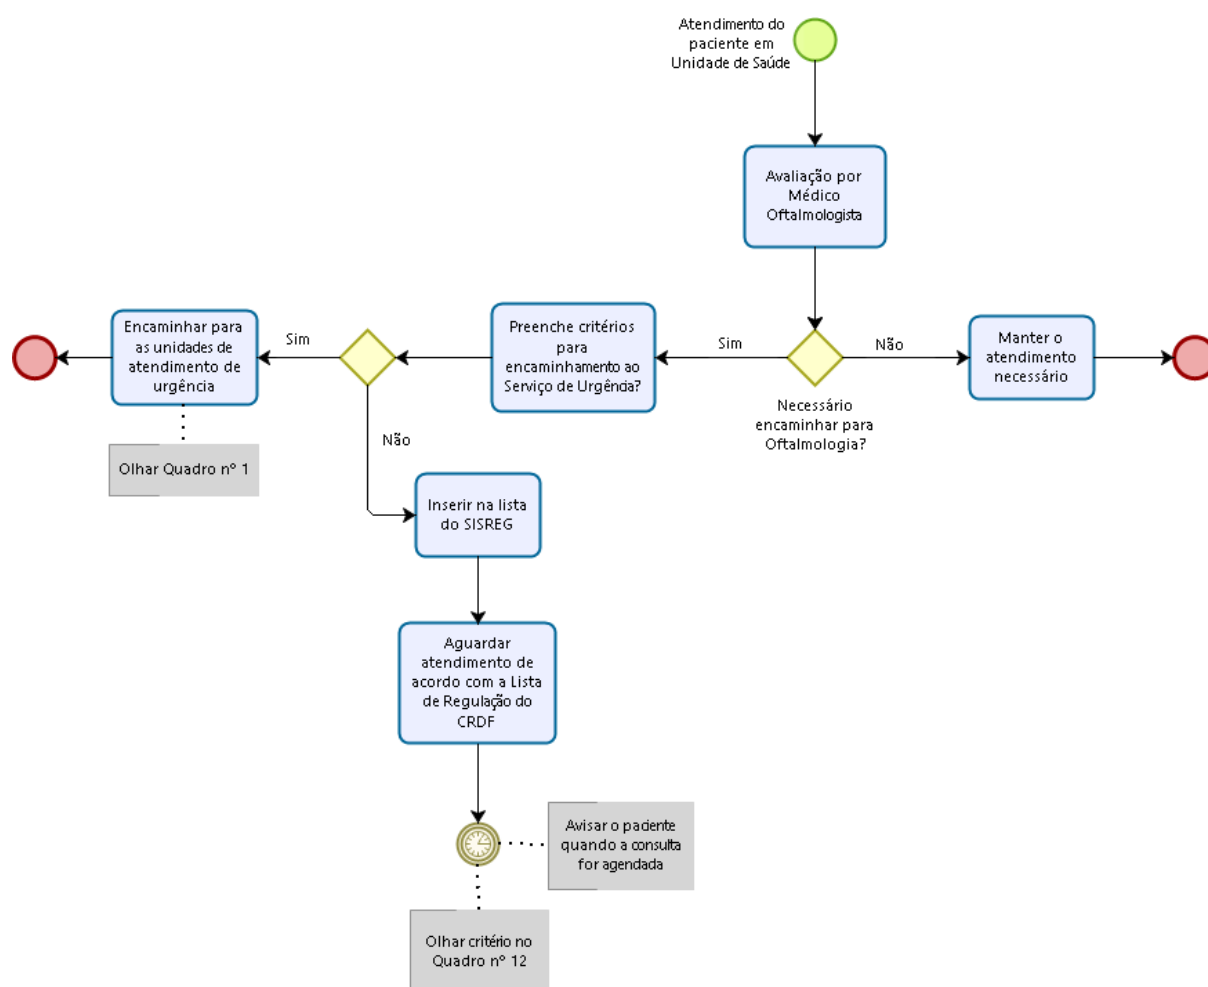 Atendimento do
paciente em
Unidade de Saúde
Avaliação por
Médico
Oftalmologista
Encaminhar para
as unidades de
atendimento de
urgência
Sim
Preenche critérios
para
encaminhamento ao
Serviço de Urgência?
Sim
Não
Manter o
atendimento
necessário
Necessário
encaminhar para
Oftalmologia?
Olhar Quadro nº 1
Não
Inserir na lista
do SISREG
Aguardar
atendimento de
acordo com a Lista
de Regulação do
CRDF
Avisar o paciente
quando a consulta
for agendada
Olhar critério no
Quadro nº 12